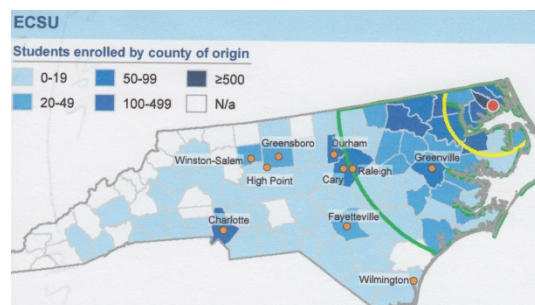 ECSU
Students enrolled by county of origin
0-19
50-99
≥500
20-49
100-499
N/a
Winston-Salem
Greensboro
High Point
Durham
Cary
Raleigh
Greenville
Charlotte
Fayetteville
Wilmington